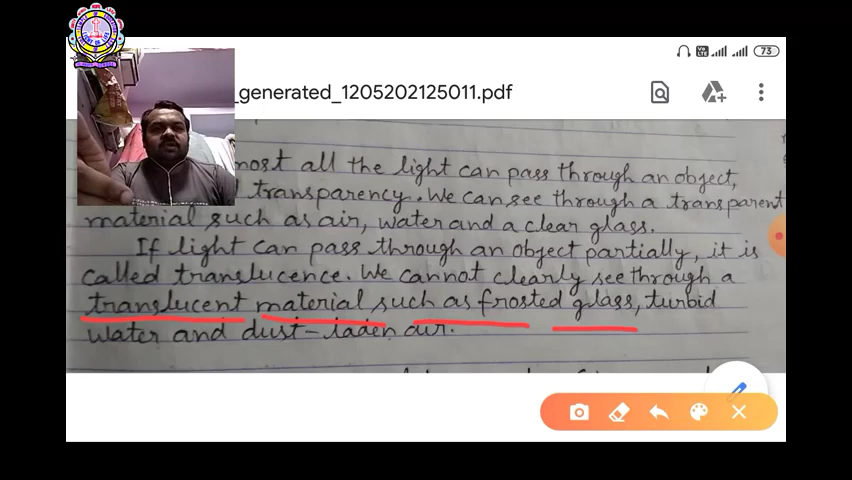 73
_generated_1205202125011.pdf
most all the light can pass through an object,
transparency. We can see through a transparent
material such as air, water and a clear glass.
If light can pass through an object partially, it is
called translucence. We cannot clearly see through a
translucent material such as frosted glass, turbid
water and dust-laden air.